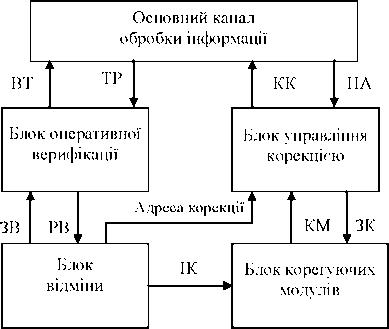 Основний канал
обробки інформації
ВТ ТР КК НА
Блок оперативної
верифікації
Блок управління
корекцією
Адреса корекції
ЗВ РВ КМ ЗК
Блок
відміни
ІК
Блок корегуючих
модулів